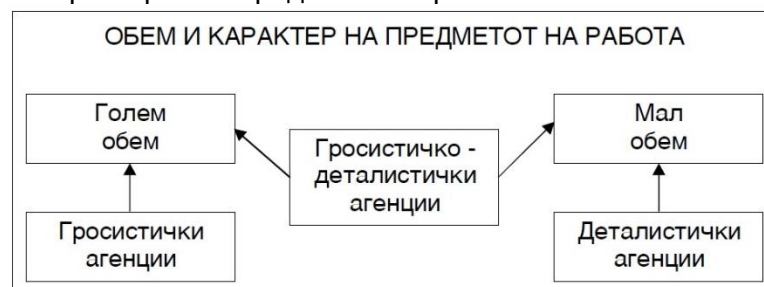 ОБЕМ И КАРАКТЕР НА ПРЕДМЕТОТ НА РАБОТА
Голем
обем
Мал
обем
Гросистичко -
деталистички
агенции
Гросистички
агенции
Деталистички
агенции